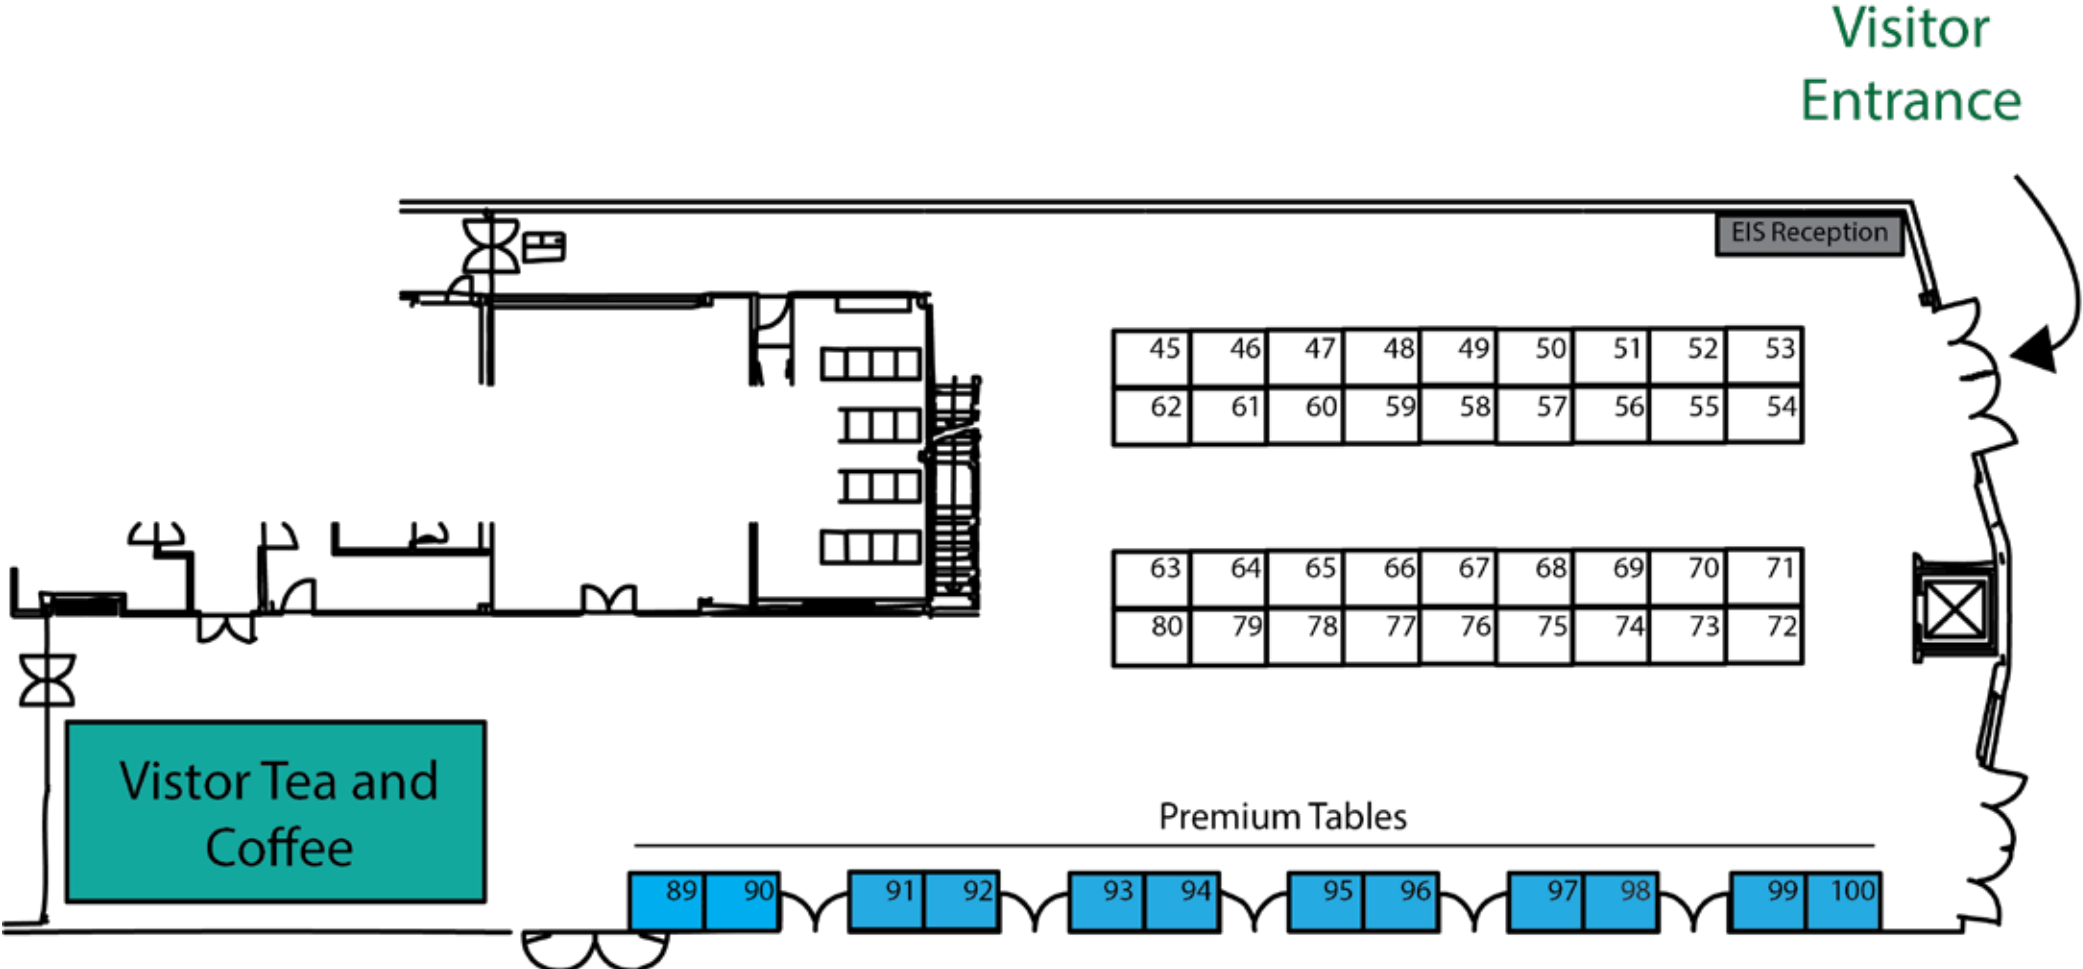 Visitor
Entrance
EIS Reception
45 46 47 48 49 50 51 52 53
62 61 60 59 58 57 56 55 54
63 64 65 66 67 68 69 70 71
80 79 78 77 76 75 74 73 72
Vistor Tea and
Coffee
Premium Tables
89 90 91 92 93 94 95 96 97 98 99 100